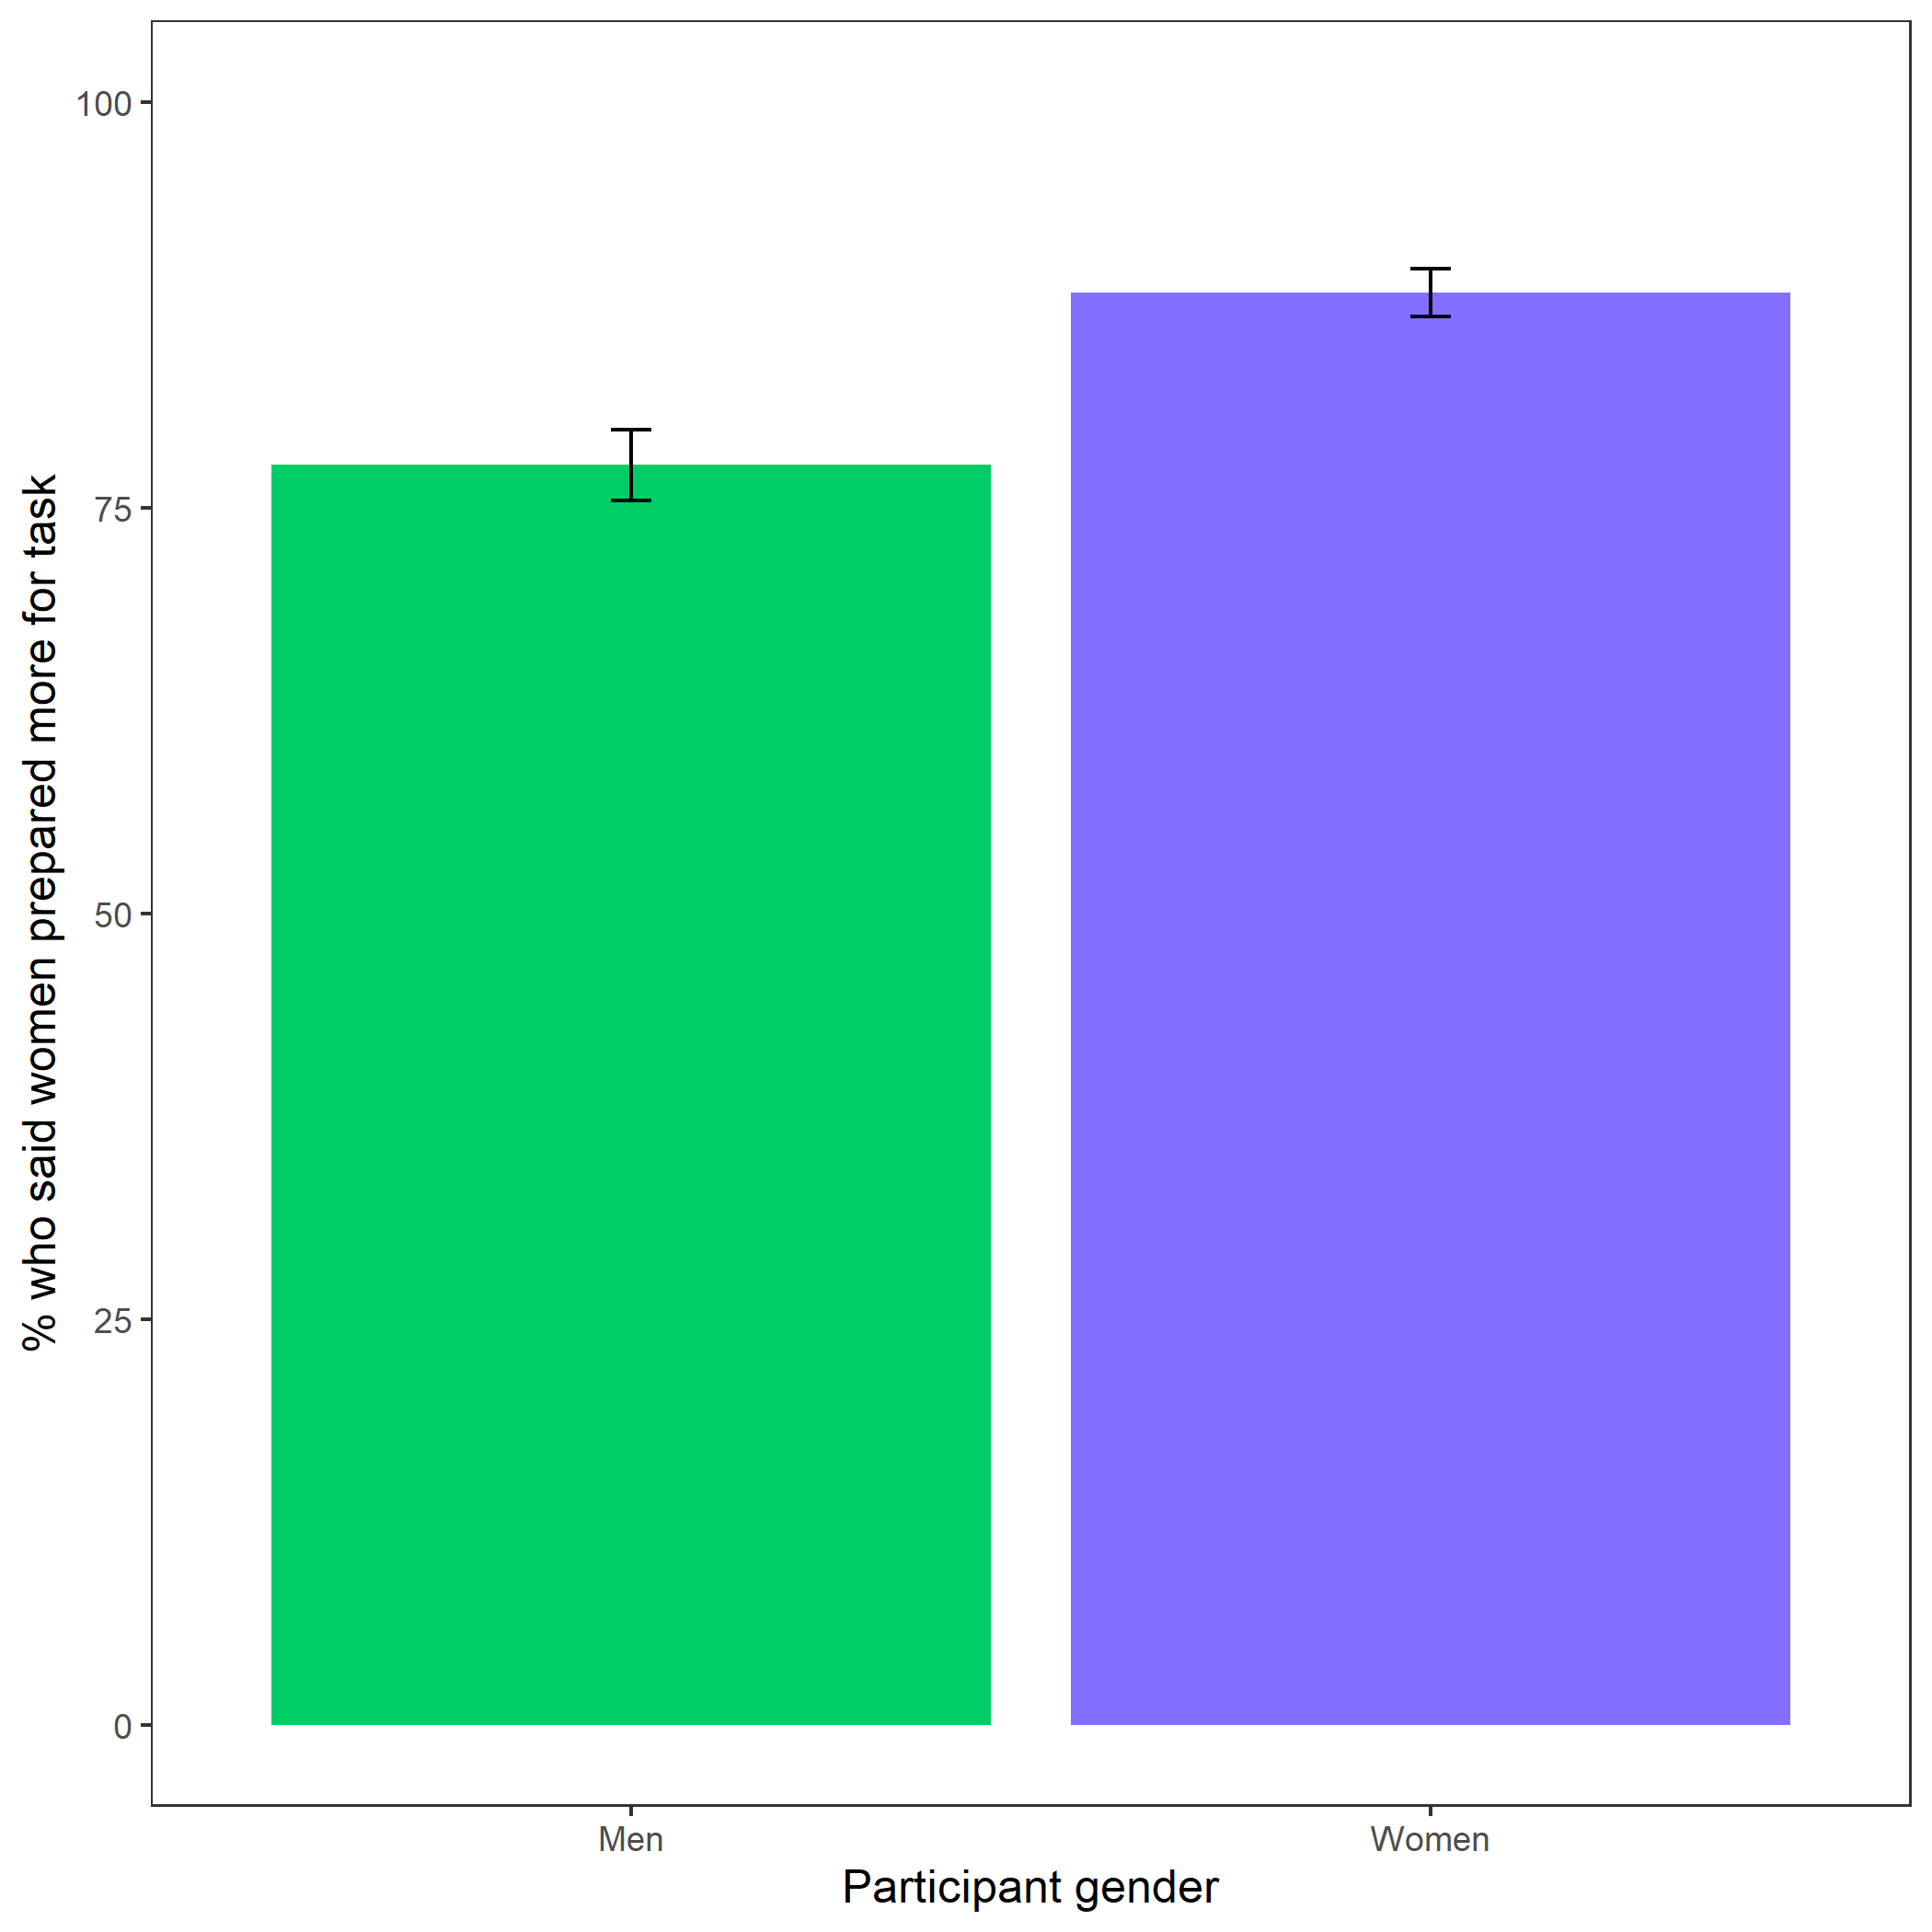 % who said women prepared more for task
100
75
50
25
0
Men
Women
Participant gender